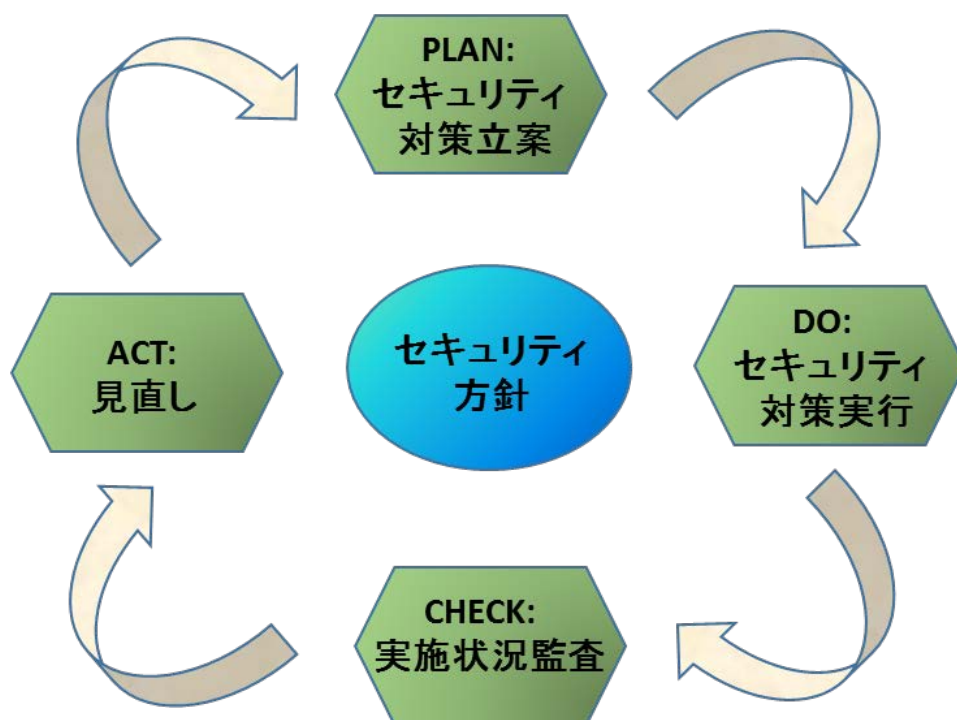 PLAN:
セキュリティ
対策立案
DO:
セキュリティ
対策実行
CHECK:
実施状況監査
ACT:
見直し
セキュリティ
方針